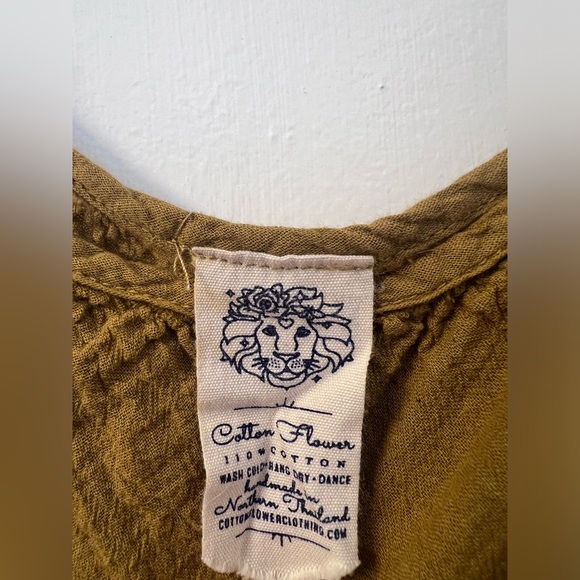 Cotton Flower
110% COTTON
WASH COLD • HANG DRY • DANCE
handmade in
Northern Thailand
COTTONFLOWERCLOTHING.COM